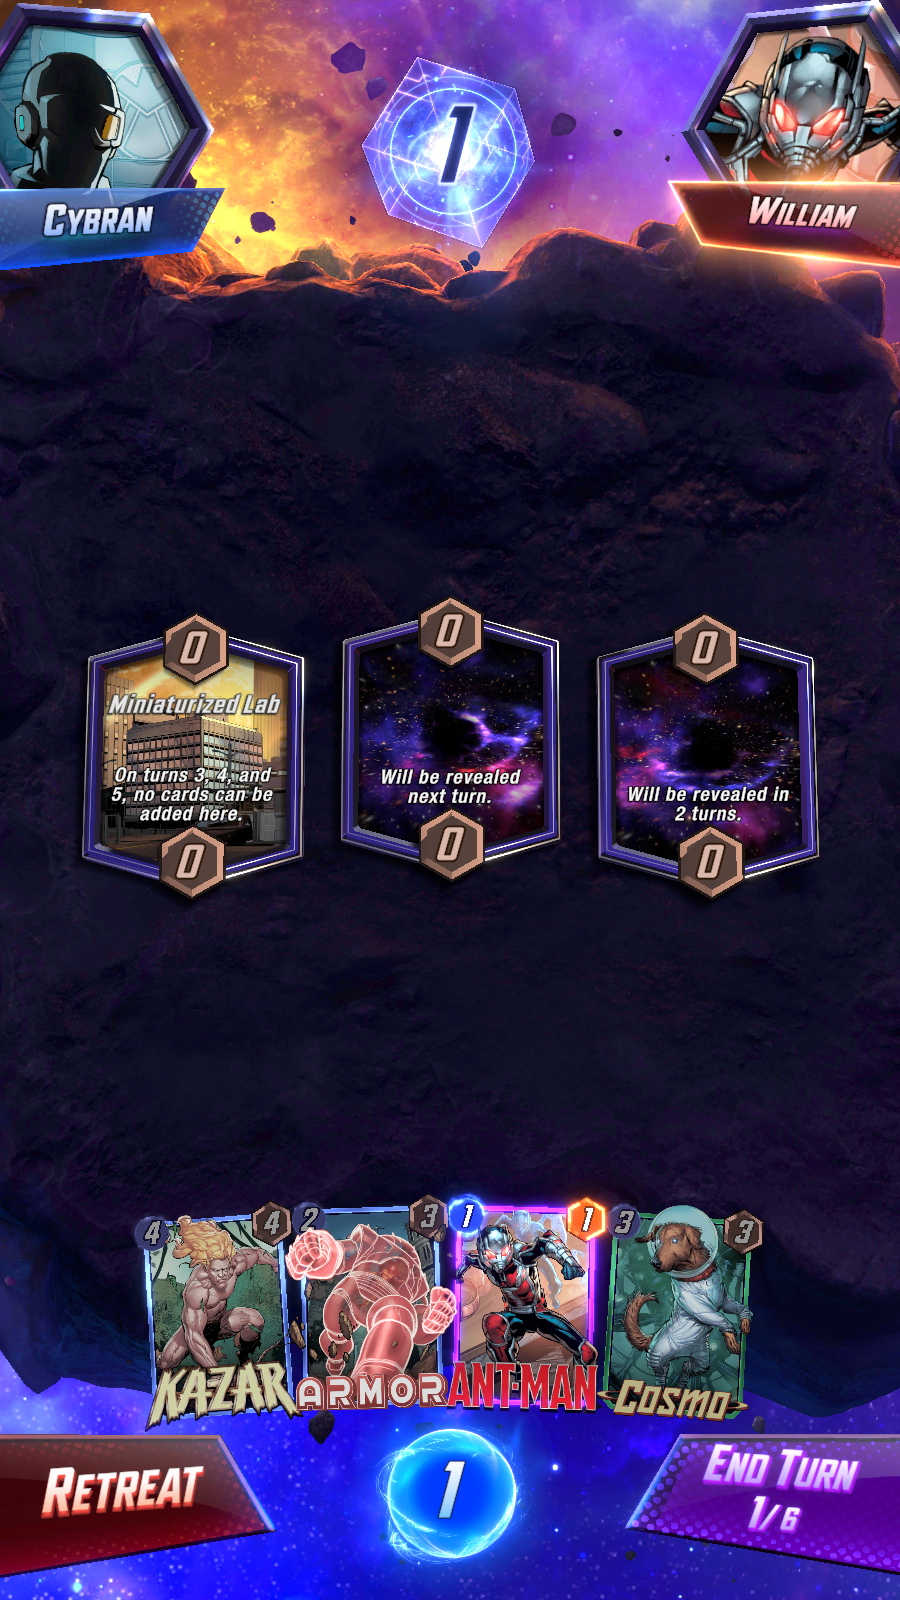 1
CYBRAN
WILLIAM
0
0
0
Miniaturized Lab
On turns 3, 4, and
5, no cards can be
added here.
Will be revealed
next turn.
Will be revealed in
2 turns.
0
0
0
4
4
2
3
1
1
3
3
KA-ZAR
ARMOR
ANT-MAN
COSMO
RETREAT
1
END TURN
1/6